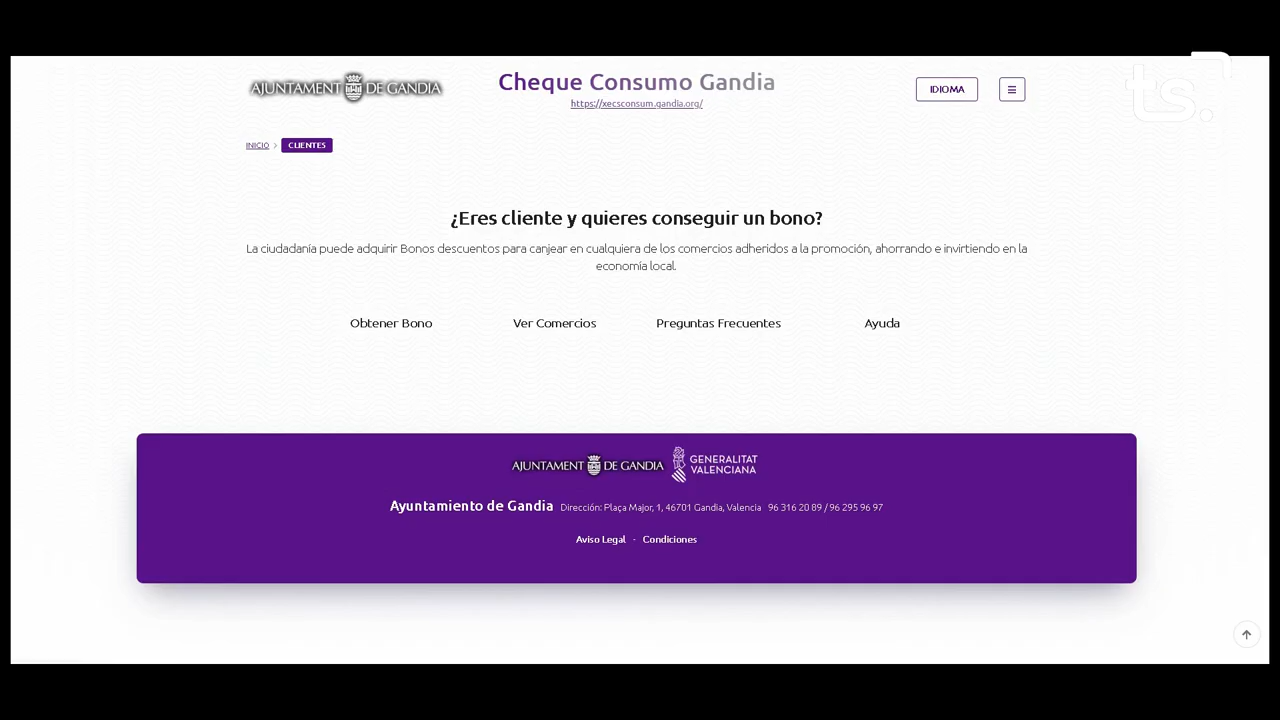 AJUNTAMENT DE GANDIA
Cheque Consumo Gandia
https://xecsconsum.gandia.org/
IDIOMA
ts.
INICIO > CLIENTES
¿Eres cliente y quieres conseguir un bono?
La ciudadanía puede adquirir Bonos descuentos para canjear en cualquiera de los comercios adheridos a la promoción, ahorrando e invirtiendo en la
economía local.
Obtener Bono Ver Comercios Preguntas Frecuentes Ayuda
AJUNTAMENT DE GANDIA
GENERALITAT
VALENCIANA
Ayuntamiento de Gandia Dirección: Plaça Major, 1, 46701 Gandia, Valencia 96 316 20 89 / 96 295 96 97
Aviso Legal - Condiciones